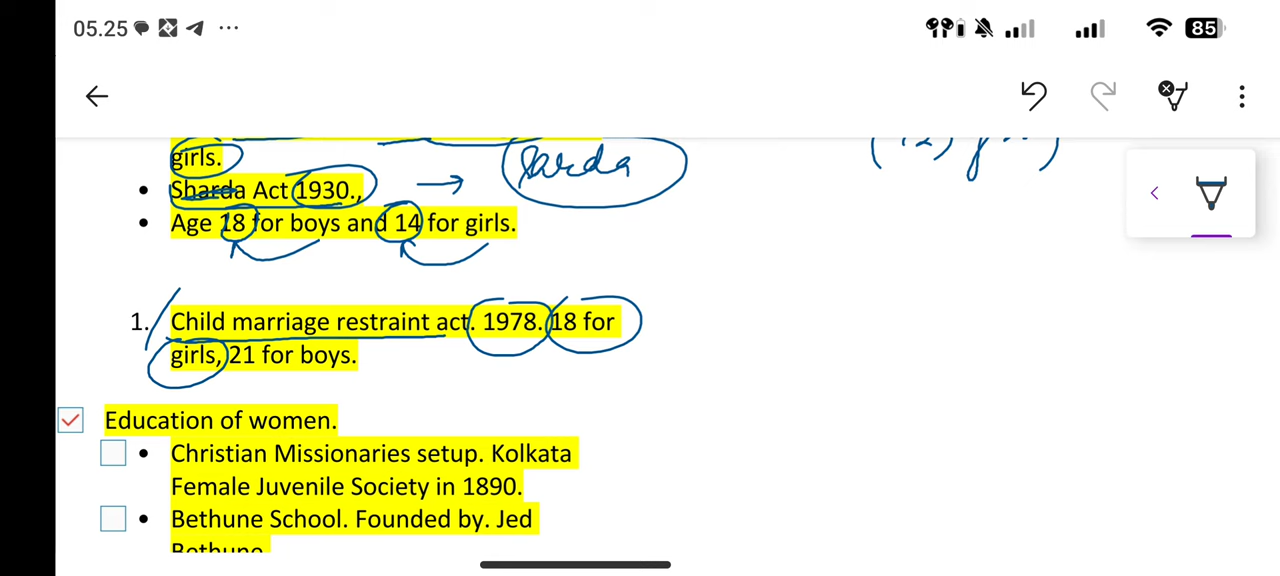 05.25
85
girls.
Sarda
• Sharda Act 1930.,
• Age 18 for boys and 14 for girls.
1. Child marriage restraint act. 1978. 18 for
girls, 21 for boys.
Education of women.
• Christian Missionaries setup. Kolkata
Female Juvenile Society in 1890.
• Bethune School. Founded by. Jed
Bethune